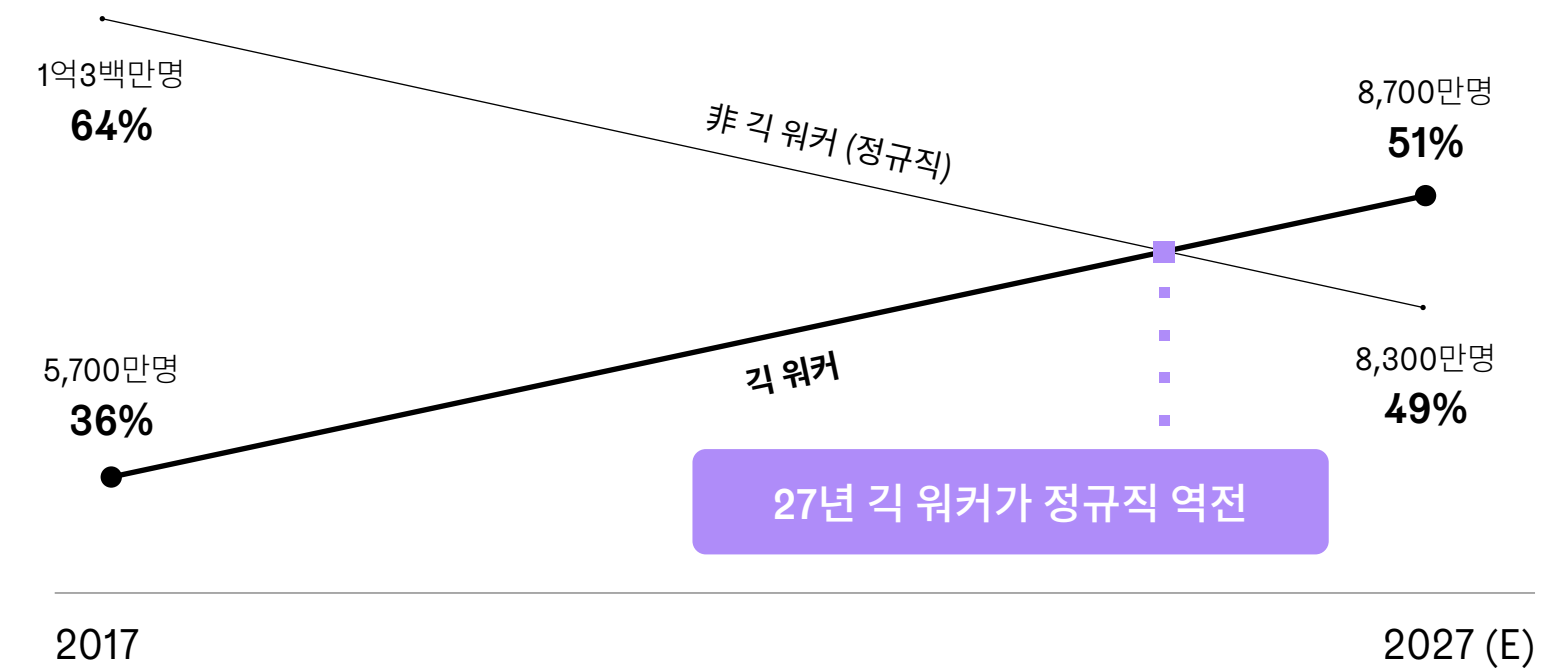 1억3백만명
64%
非 긱 워커 (정규직)
8,700만명
51%
5,700만명
36%
긱 워커
8,300만명
49%
27년 긱 워커가 정규직 역전
2017
2027 (E)